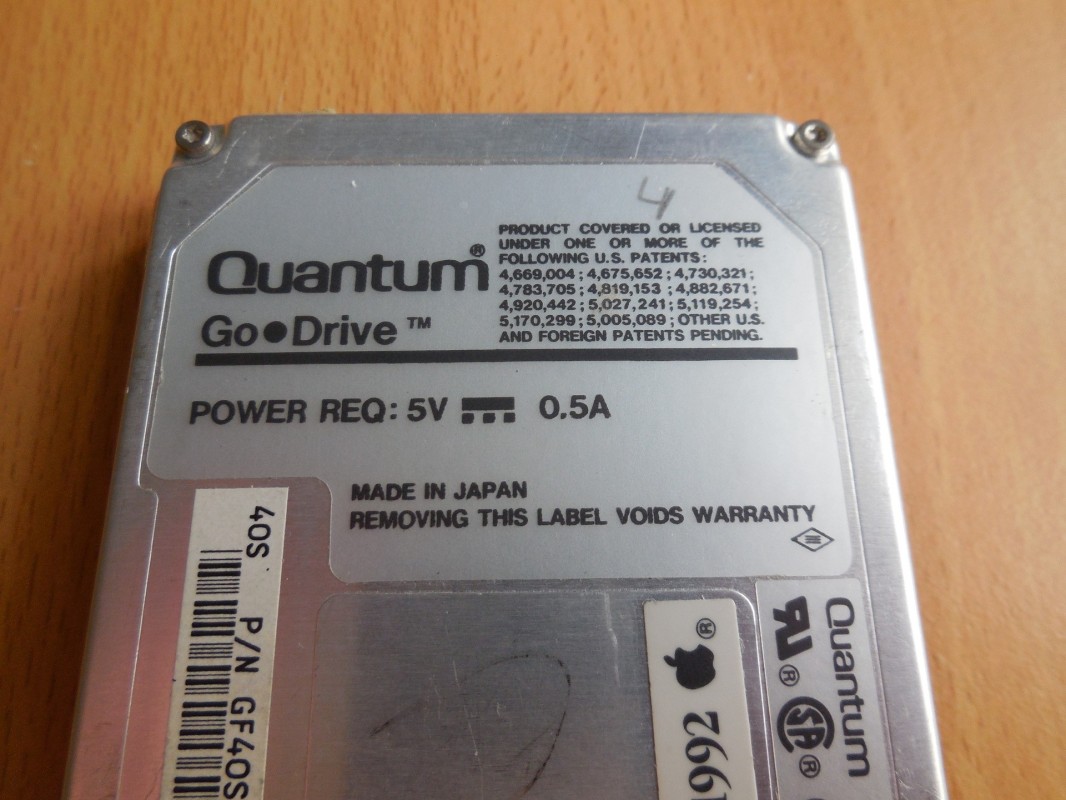 4
Quantum®
Go●Drive™
PRODUCT COVERED OR LICENSED
UNDER ONE OR MORE OF THE
FOLLOWING U.S. PATENTS:
4,669,004; 4,675,652; 4,730,321;
4,783,705; 4,819,153; 4,882,671;
4,920,442; 5,027,241; 5,119,254;
5,170,299; 5,005,089; OTHER U.S.
AND FOREIGN PATENTS PENDING.
POWER REQ: 5V ⎓ 0.5A
MADE IN JAPAN
REMOVING THIS LABEL VOIDS WARRANTY
40S P/N GF40S
®
1992
Quantum
UL® SA®